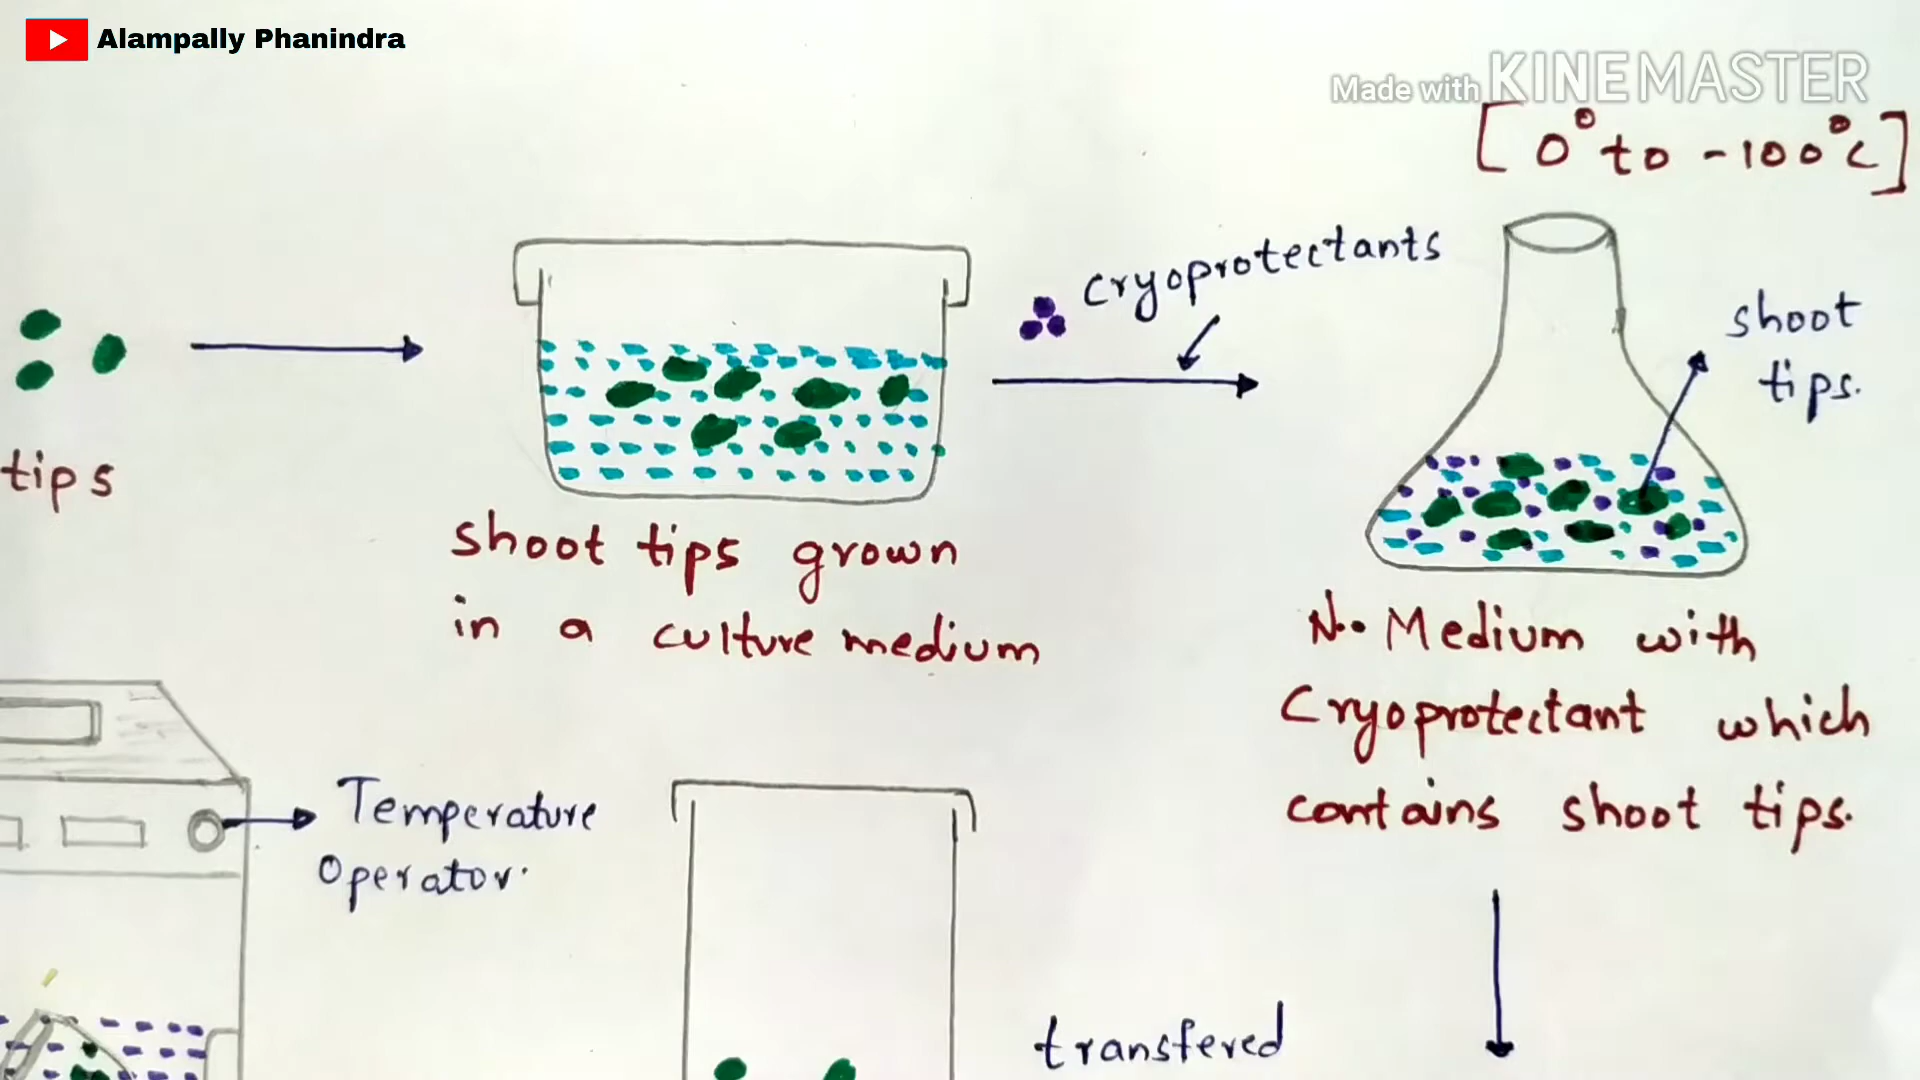 Alampally Phanindra
Made with KINEMASTER
[0° to -100°C]
cryoprotectants
shoot
tips.
tips
shoot tips grown
in a culture medium
N.. Medium with
Cryoprotectant which
contains shoot tips.
Temperature
Operator.
transfered